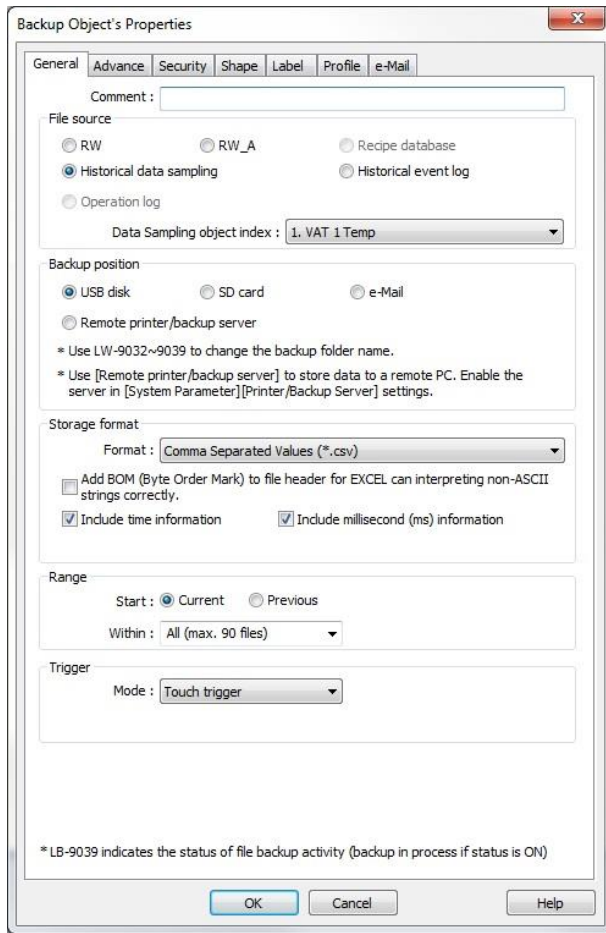 Backup Object's Properties
General Advance Security Shape Label Profile e-Mail
Comment :
File source
RW RW_A Recipe database
Historical data sampling Historical event log
Operation log
Data Sampling object index : 1. VAT 1 Temp
Backup position
USB disk SD card e-Mail
Remote printer/backup server
* Use LW-9032~9039 to change the backup folder name.
* Use [Remote printer/backup server] to store data to a remote PC. Enable the
server in [System Parameter][Printer/Backup Server] settings.
Storage format
Format : Comma Separated Values (*.csv)
Add BOM (Byte Order Mark) to file header for EXCEL can interpreting non-ASCII
strings correctly.
Include time information Include millisecond (ms) information
Range
Start : Current Previous
Within : All (max. 90 files)
Trigger
Mode : Touch trigger
* LB-9039 indicates the status of file backup activity (backup in process if status is ON)
OK Cancel Help